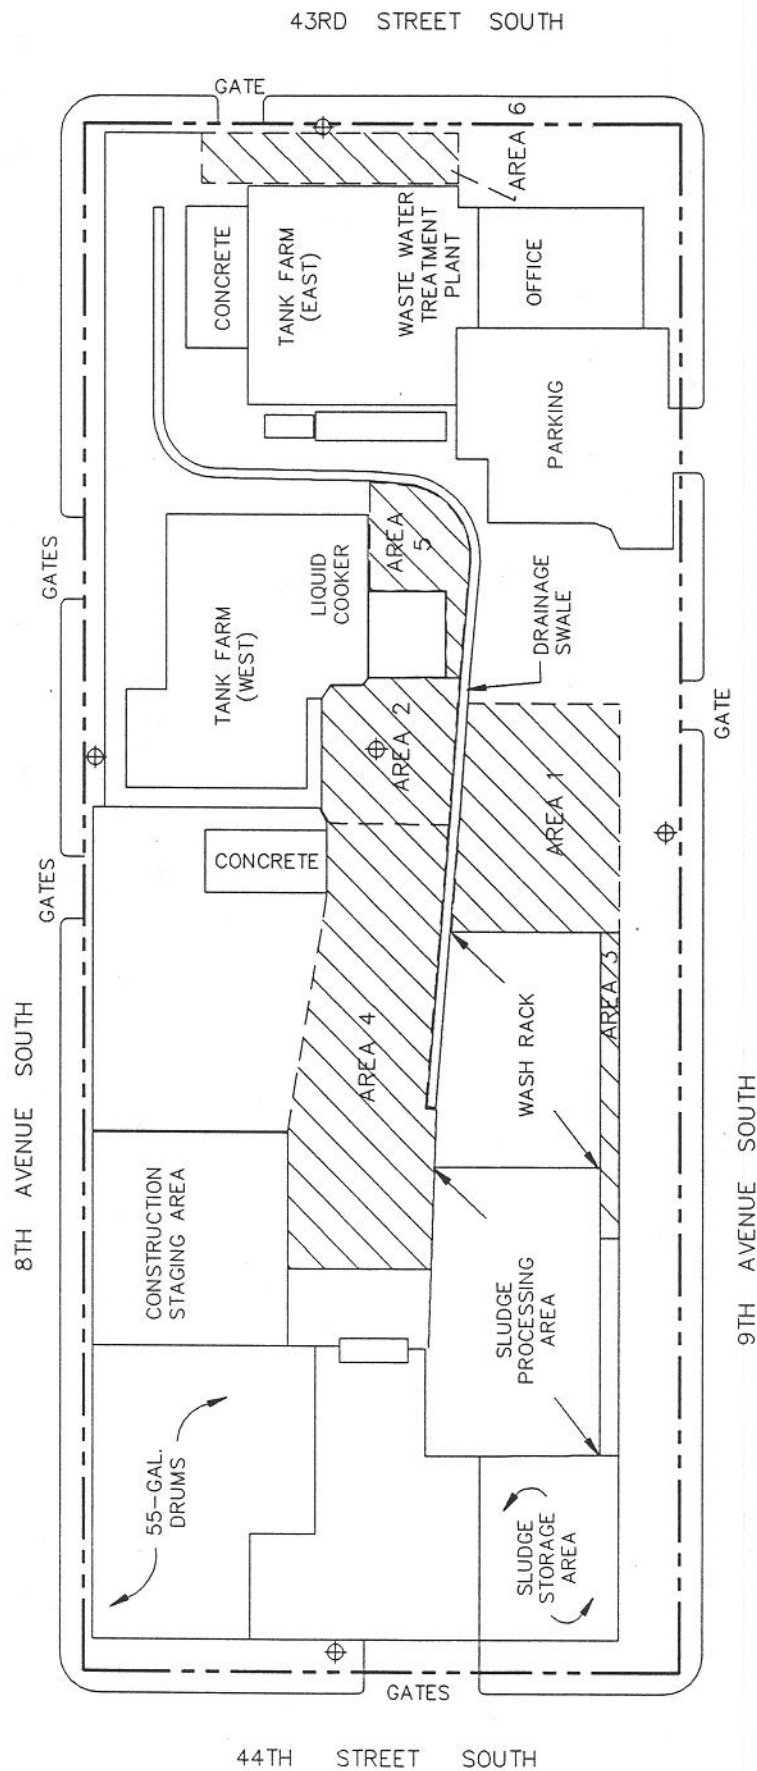 43RD STREET SOUTH
GATE
AREA 6
CONCRETE
TANK FARM
(EAST)
WASTE WATER
TREATMENT
PLANT
OFFICE
PARKING
GATES
AREA
5
LIQUID
COOKER
TANK FARM
(WEST)
DRAINAGE
SWALE
AREA 2
GATE
AREA 1
CONCRETE
GATES
AREA 3
WASH RACK
AREA 4
8TH AVENUE SOUTH
9TH AVENUE SOUTH
CONSTRUCTION
STAGING AREA
SLUDGE
PROCESSING
AREA
55-GAL.
DRUMS
SLUDGE
STORAGE
AREA
GATES
44TH STREET SOUTH